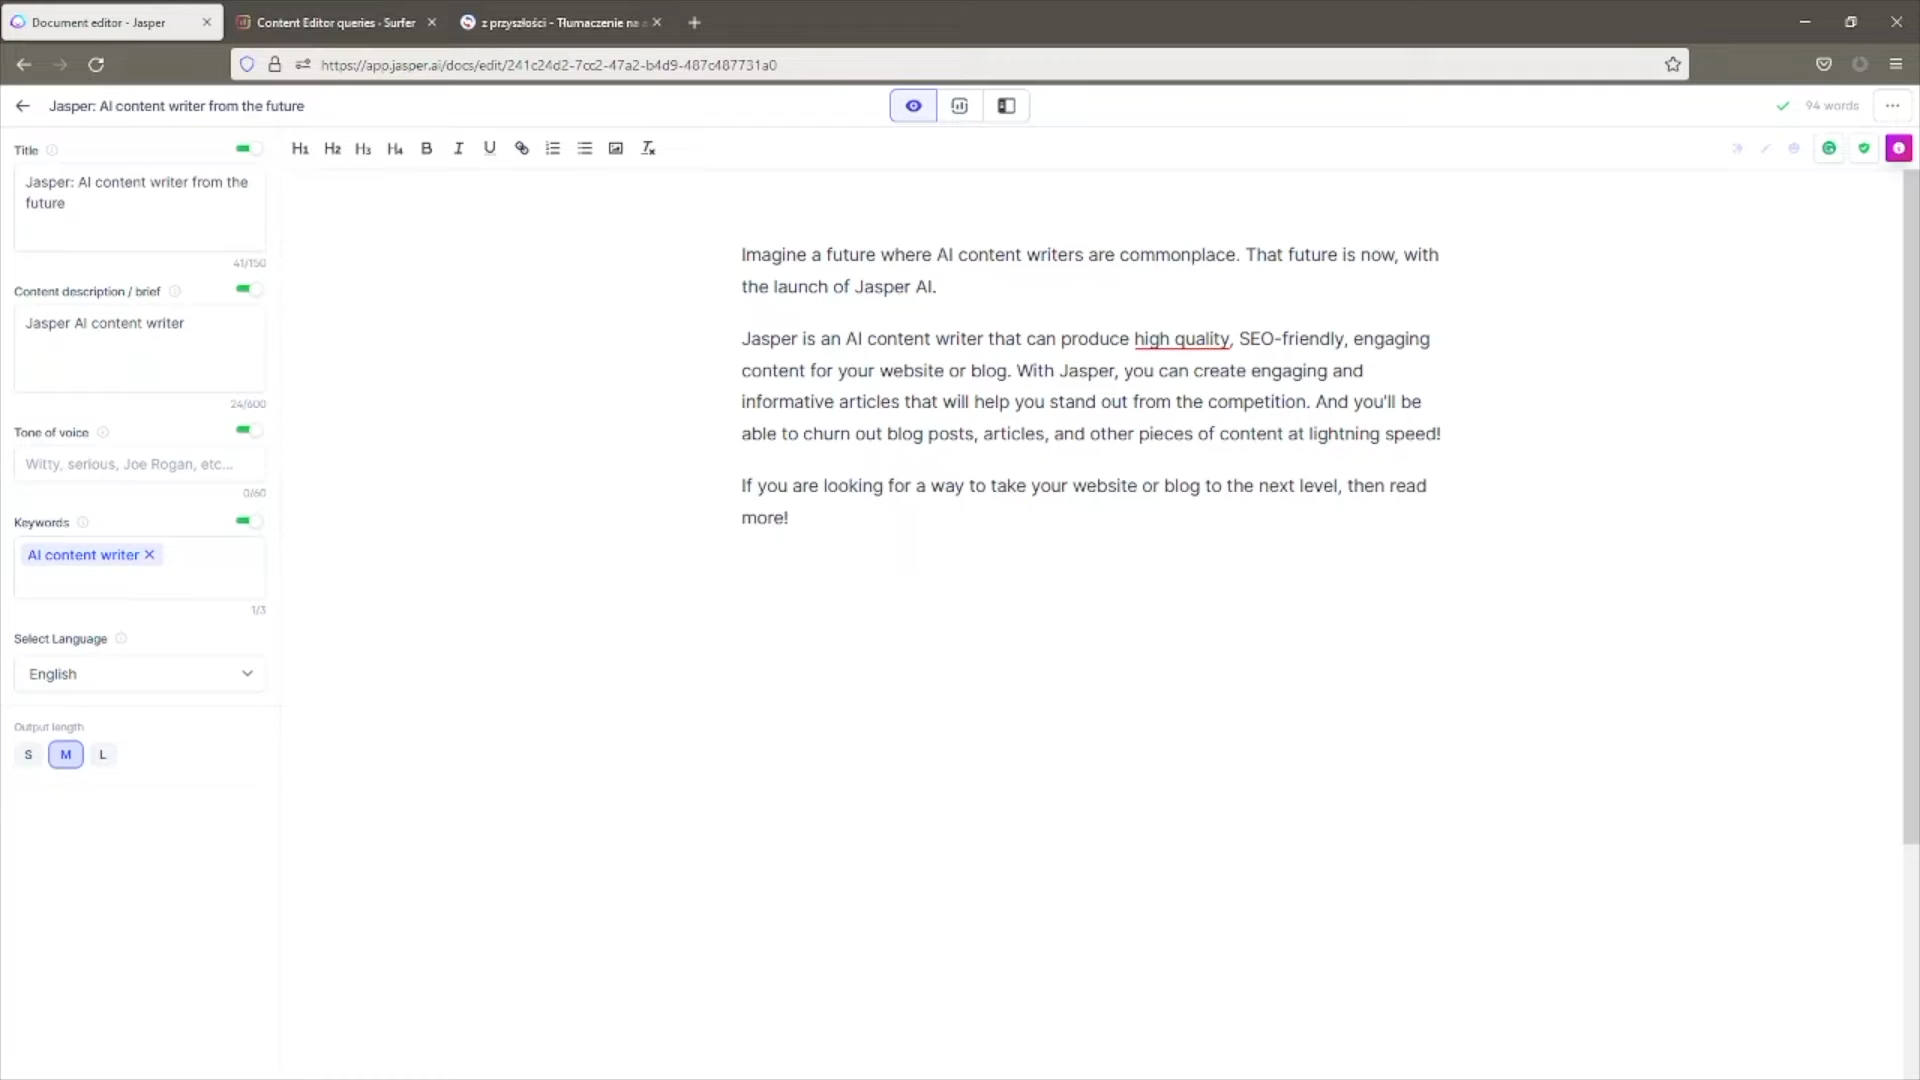 Document editor - Jasper
Content Editor queries · Surfer
z przyszłości - Tłumaczenie na
https://app.jasper.ai/docs/edit/241c24d2-7cc2-47a2-b4d9-487c487731a0
Jasper: AI content writer from the future
94 words
Title
H1 H2 H3 H4 B I U
Jasper: AI content writer from the
future
41/150
Content description / brief
Jasper AI content writer
24/600
Tone of voice
Witty, serious, Joe Rogan, etc...
0/60
Keywords
AI content writer
1/3
Select Language
English
Output length
S M L
Imagine a future where AI content writers are commonplace. That future is now, with
the launch of Jasper AI.
Jasper is an AI content writer that can produce high quality, SEO-friendly, engaging
content for your website or blog. With Jasper, you can create engaging and
informative articles that will help you stand out from the competition. And you'll be
able to churn out blog posts, articles, and other pieces of content at lightning speed!
If you are looking for a way to take your website or blog to the next level, then read
more!